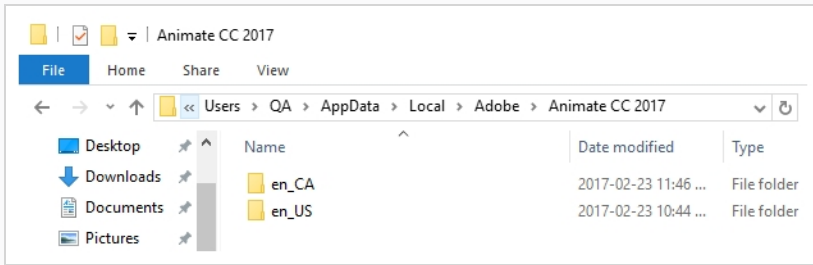 Animate CC 2017
File Home Share View
« Users > QA > AppData > Local > Adobe > Animate CC 2017
Desktop
Downloads
Documents
Pictures
Name Date modified Type
en_CA 2017-02-23 11:46 ... File folder
en_US 2017-02-23 10:44 ... File folder